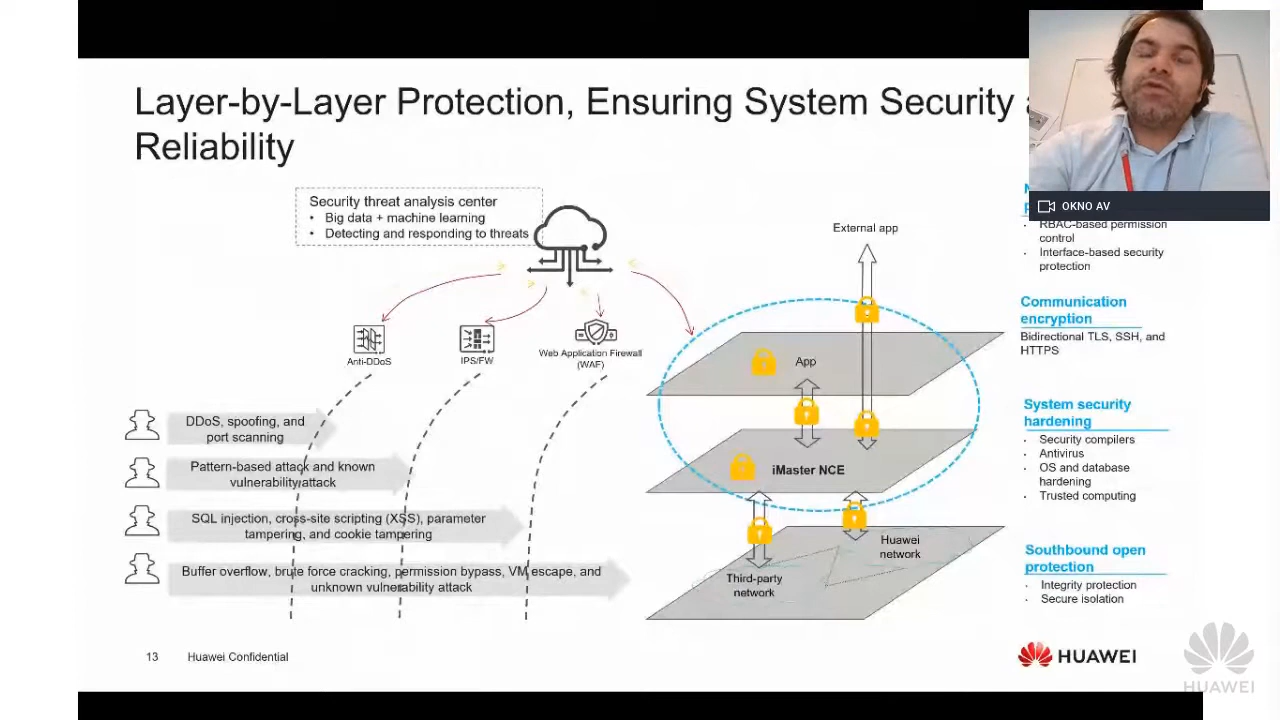 Layer-by-Layer Protection, Ensuring System Security
Reliability
Security threat analysis center
• Big data + machine learning
• Detecting and responding to threats
External app
OKNO AV
RBAC-based permission
control
Interface-based security
protection
Communication
encryption
Bidirectional TLS, SSH, and
HTTPS
Anti-DDoS
IPS/FW
Web Application Firewall
(WAF)
App
DDoS, spoofing, and
port scanning
System security
hardening
Security compilers
Antivirus
OS and database
hardening
Trusted computing
Pattern-based attack and known
vulnerability attack
iMaster NCE
SQL injection, cross-site scripting (XSS), parameter
tampering, and cookie tampering
Huawei
network
Southbound open
protection
Integrity protection
Secure isolation
Buffer overflow, brute force cracking, permission bypass, VM escape, and
unknown vulnerability attack
Third-party
network
13
Huawei Confidential
HUAWEI
HUAWEI